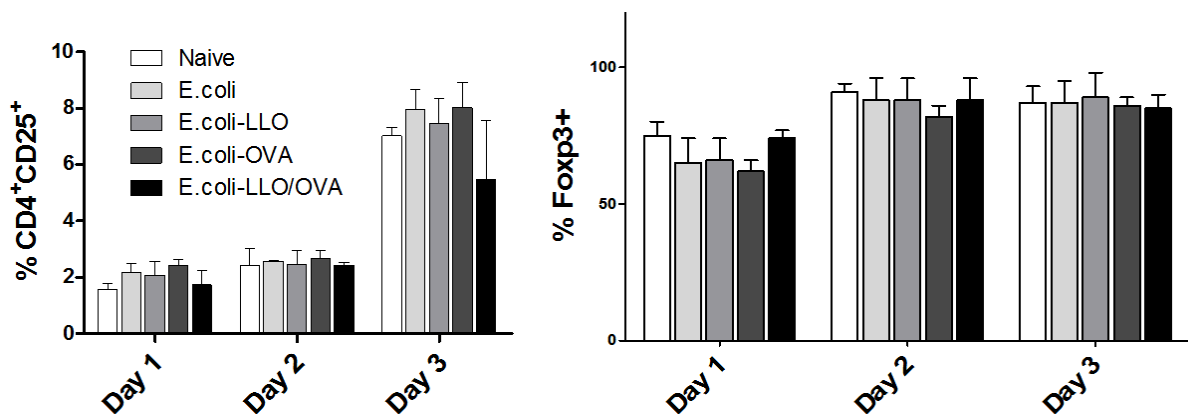 % CD4⁺CD25⁺
10
8
6
4
2
0
Naive
E.coli
E.coli-LLO
E.coli-OVA
E.coli-LLO/OVA
Day 1
Day 2
Day 3
% Foxp3+
100
50
0
Day 1
Day 2
Day 3